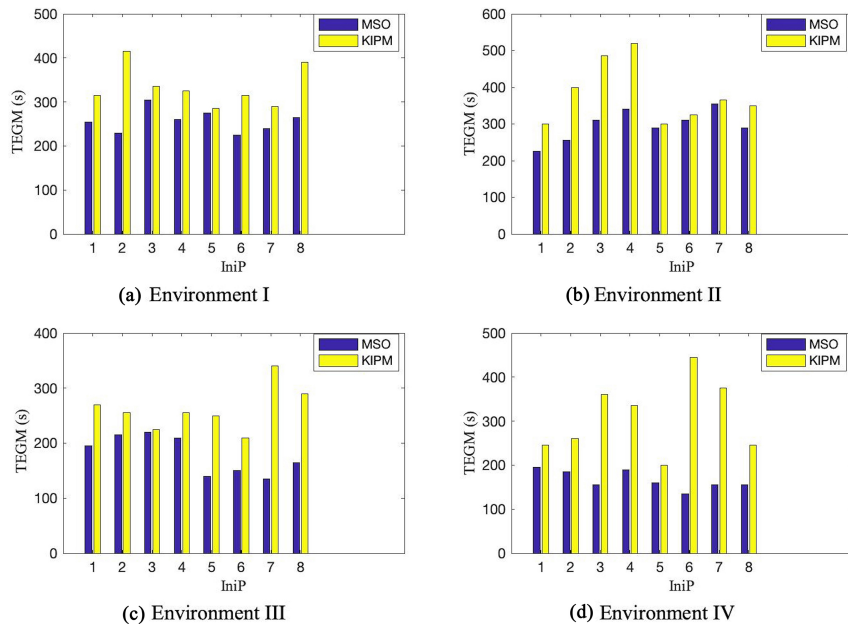 500
400
300
200
100
0
TEGM (s)
MSO
KIPM
1 2 3 4 5 6 7 8
IniP
(a) Environment I
600
500
400
300
200
100
0
TEGM (s)
MSO
KIPM
1 2 3 4 5 6 7 8
IniP
(b) Environment II
400
300
200
100
0
TEGM (s)
MSO
KIPM
1 2 3 4 5 6 7 8
IniP
(c) Environment III
500
400
300
200
100
0
TEGM (s)
MSO
KIPM
1 2 3 4 5 6 7 8
IniP
(d) Environment IV